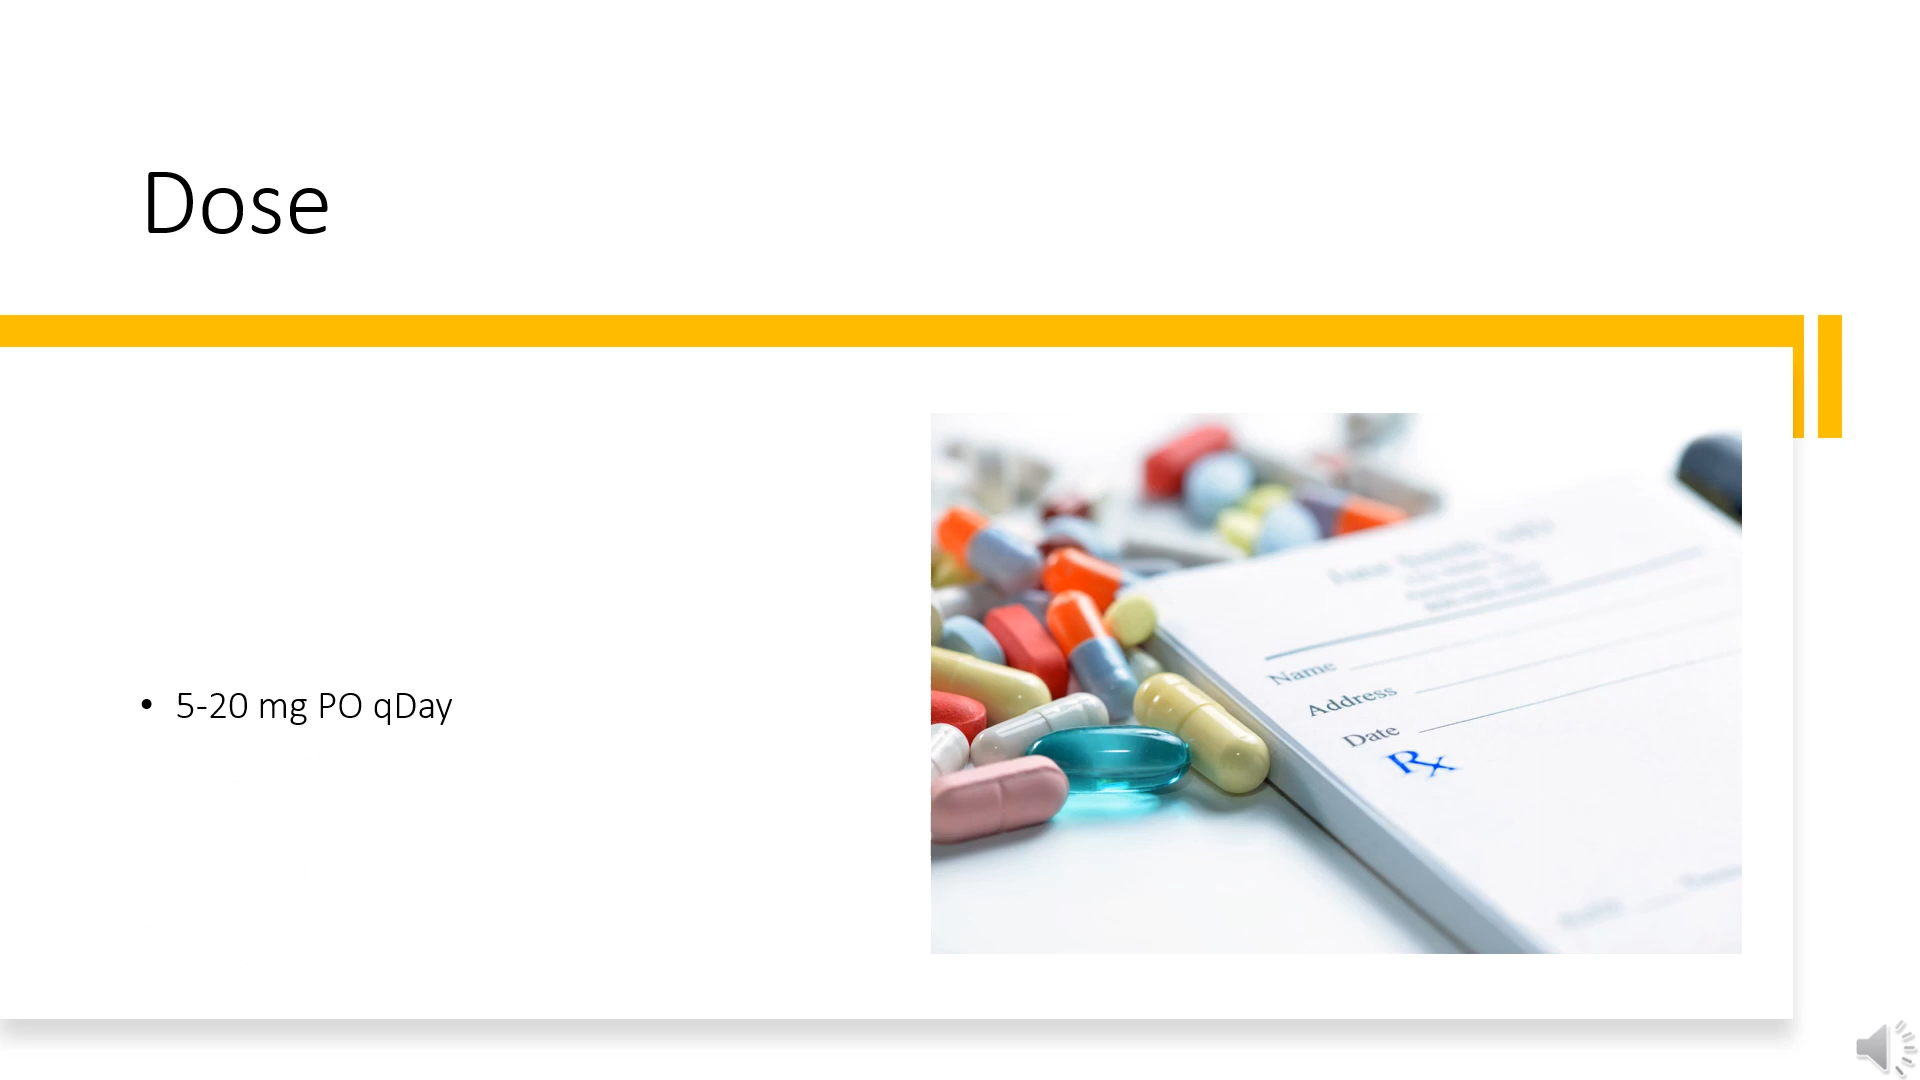 Dose
• 5-20 mg PO qDay
Name
Address
Date
Rx